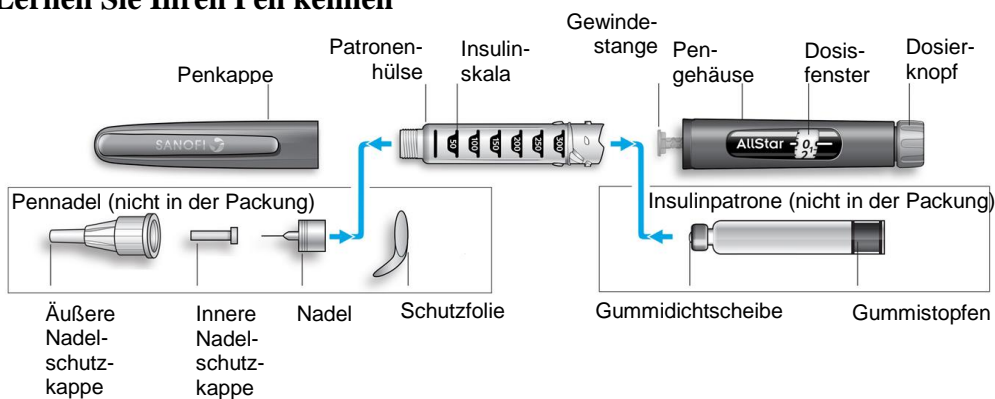 Lernen Sie Ihren Pen kennen
Penkappe
Patronen-
hülse
Insulin-
skala
Gewinde-
stange
Pen-
gehäuse
Dosis-
fenster
Dosier-
knopf
SANOFI
50
100
150
200
250
300
AllStar
0
1
2
Pennadel (nicht in der Packung)
Insulinpatrone (nicht in der Packung)
Äußere
Nadel-
schutz-
kappe
Innere
Nadel-
schutz-
kappe
Nadel
Schutzfolie
Gummidichtscheibe
Gummistopfen